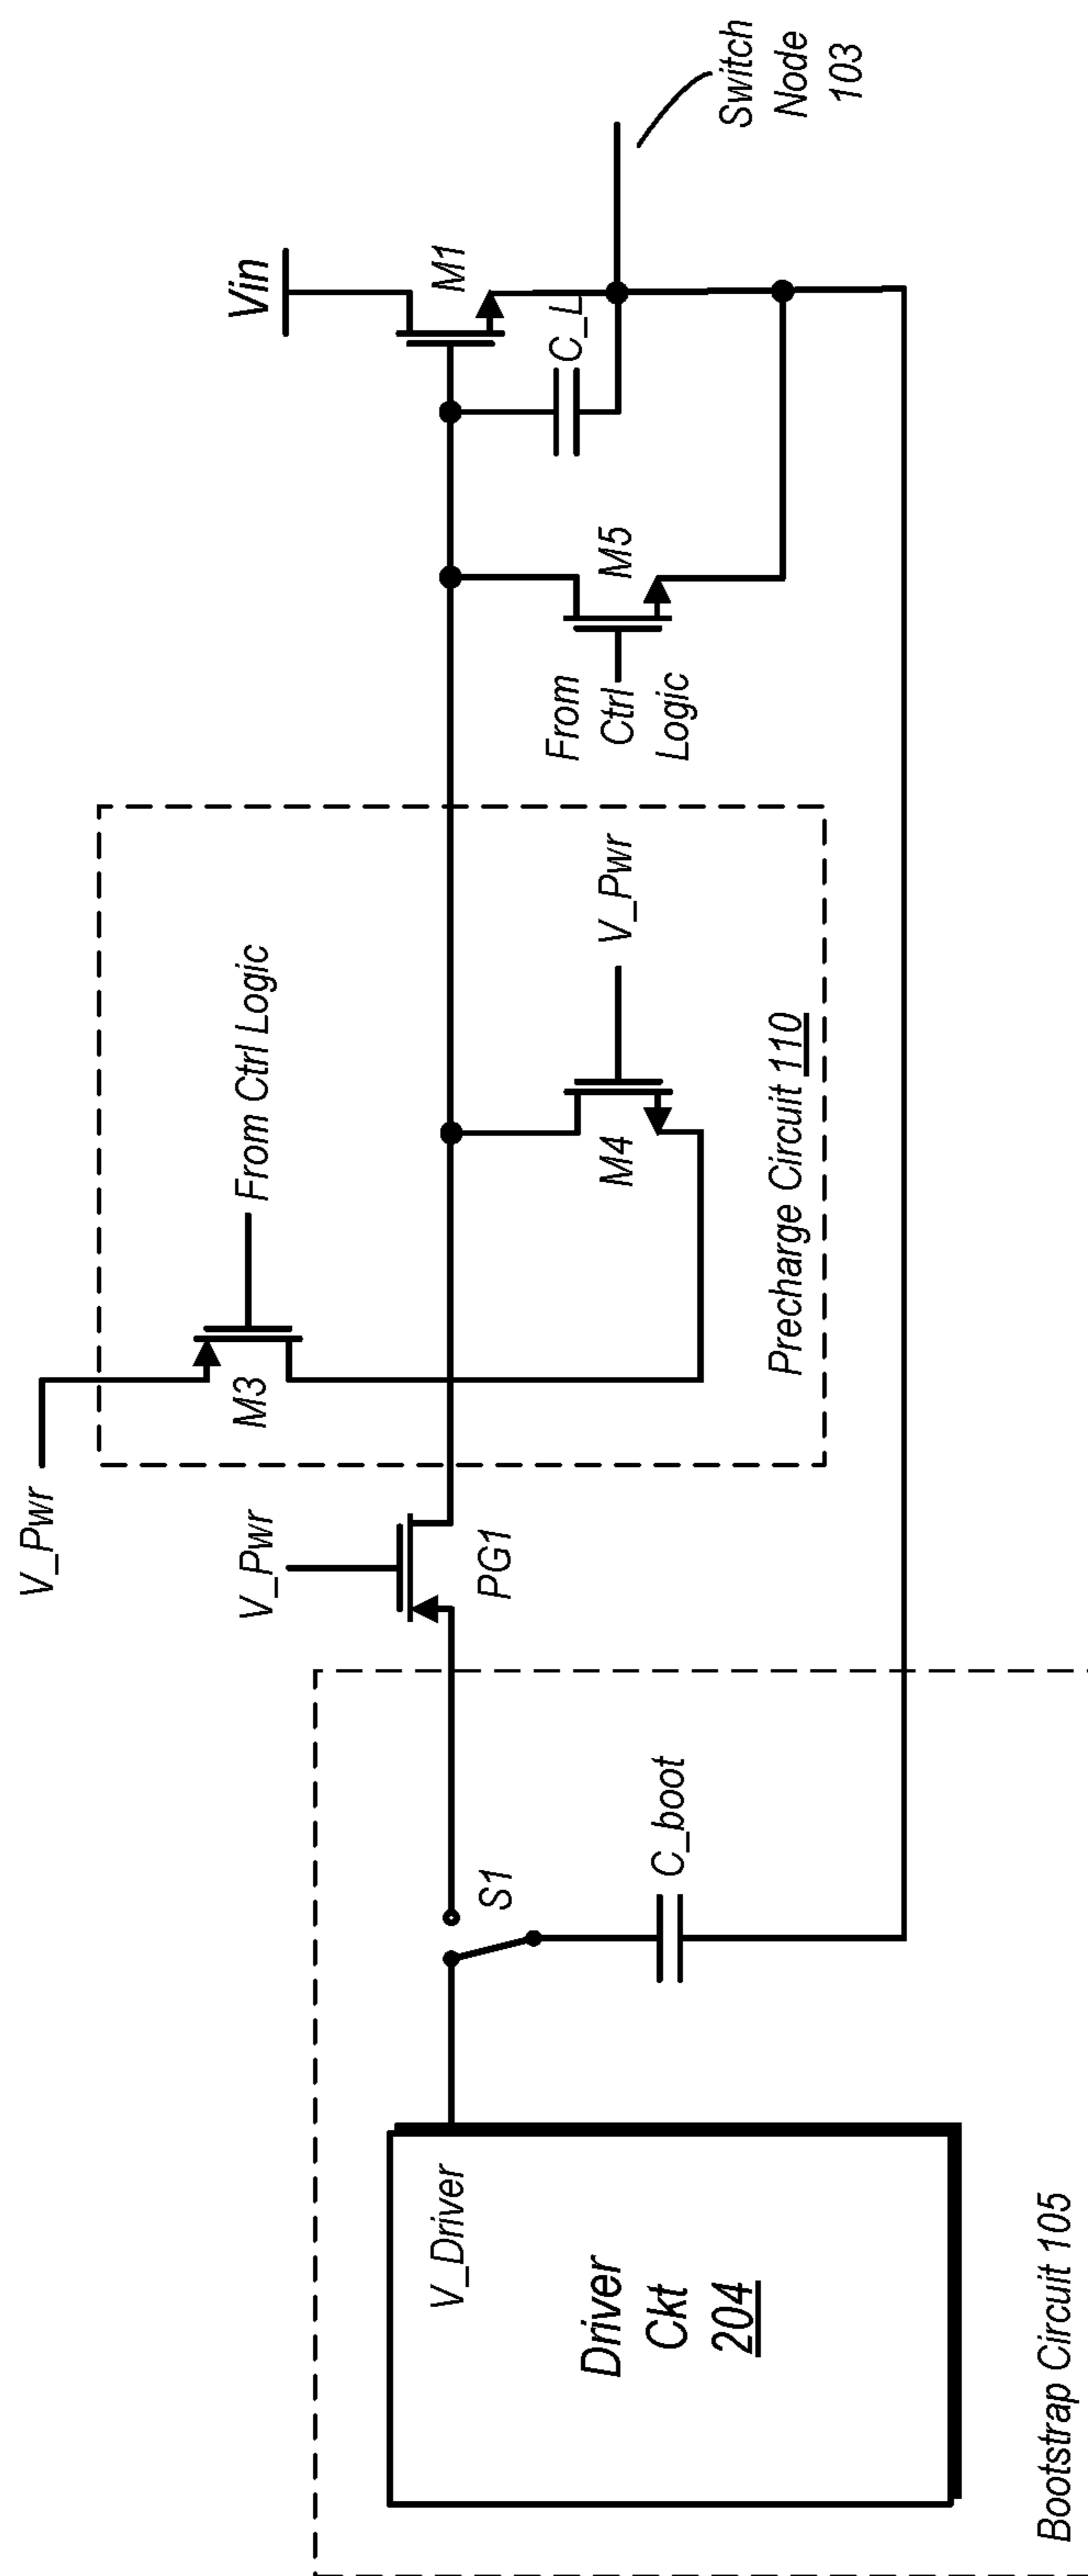 V_Pwr
V_Pwr
M3
From Ctrl Logic
PG1
M4
V_Pwr
Precharge Circuit 110
Vin
M1
C_L
M5
From
Ctrl
Logic
Switch
Node
103
S1
C_boot
V_Driver
Driver
Ckt
204
Bootstrap Circuit 105